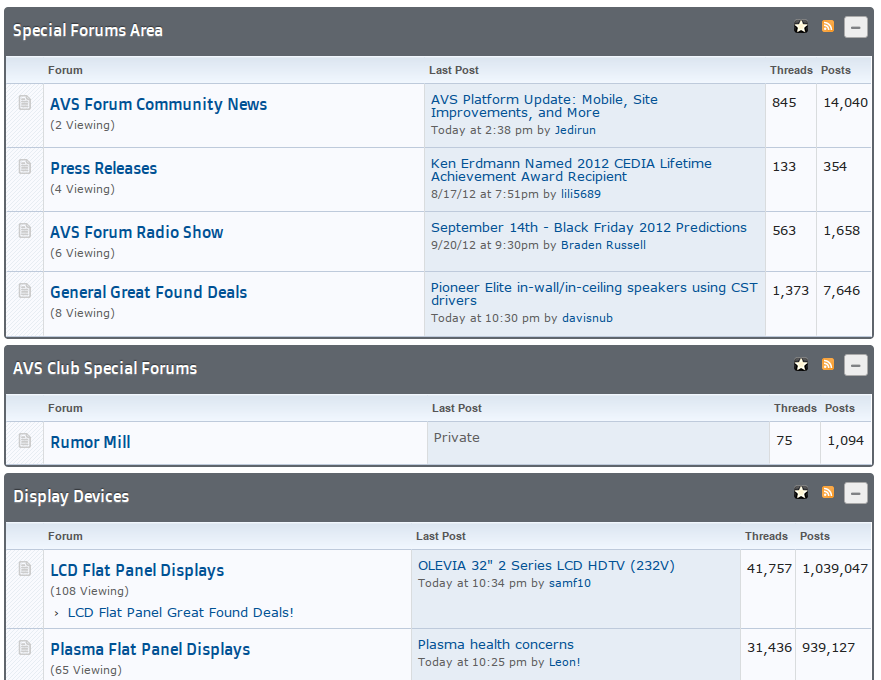 Special Forums Area
Forum Last Post Threads Posts
AVS Forum Community News
(2 Viewing)
AVS Platform Update: Mobile, Site
Improvements, and More
Today at 2:38 pm by Jedirun
845 14,040
Press Releases
(4 Viewing)
Ken Erdmann Named 2012 CEDIA Lifetime
Achievement Award Recipient
8/17/12 at 7:51pm by lili5689
133 354
AVS Forum Radio Show
(6 Viewing)
September 14th - Black Friday 2012 Predictions
9/20/12 at 9:30pm by Braden Russell
563 1,658
General Great Found Deals
(8 Viewing)
Pioneer Elite in-wall/in-ceiling speakers using CST
drivers
Today at 10:30 pm by davisnub
1,373 7,646
AVS Club Special Forums
Forum Last Post Threads Posts
Rumor Mill
Private
75 1,094
Display Devices
Forum Last Post Threads Posts
LCD Flat Panel Displays
(108 Viewing)
› LCD Flat Panel Great Found Deals!
OLEVIA 32" 2 Series LCD HDTV (232V)
Today at 10:34 pm by samf10
41,757 1,039,047
Plasma Flat Panel Displays
(65 Viewing)
Plasma health concerns
Today at 10:25 pm by Leon!
31,436 939,127